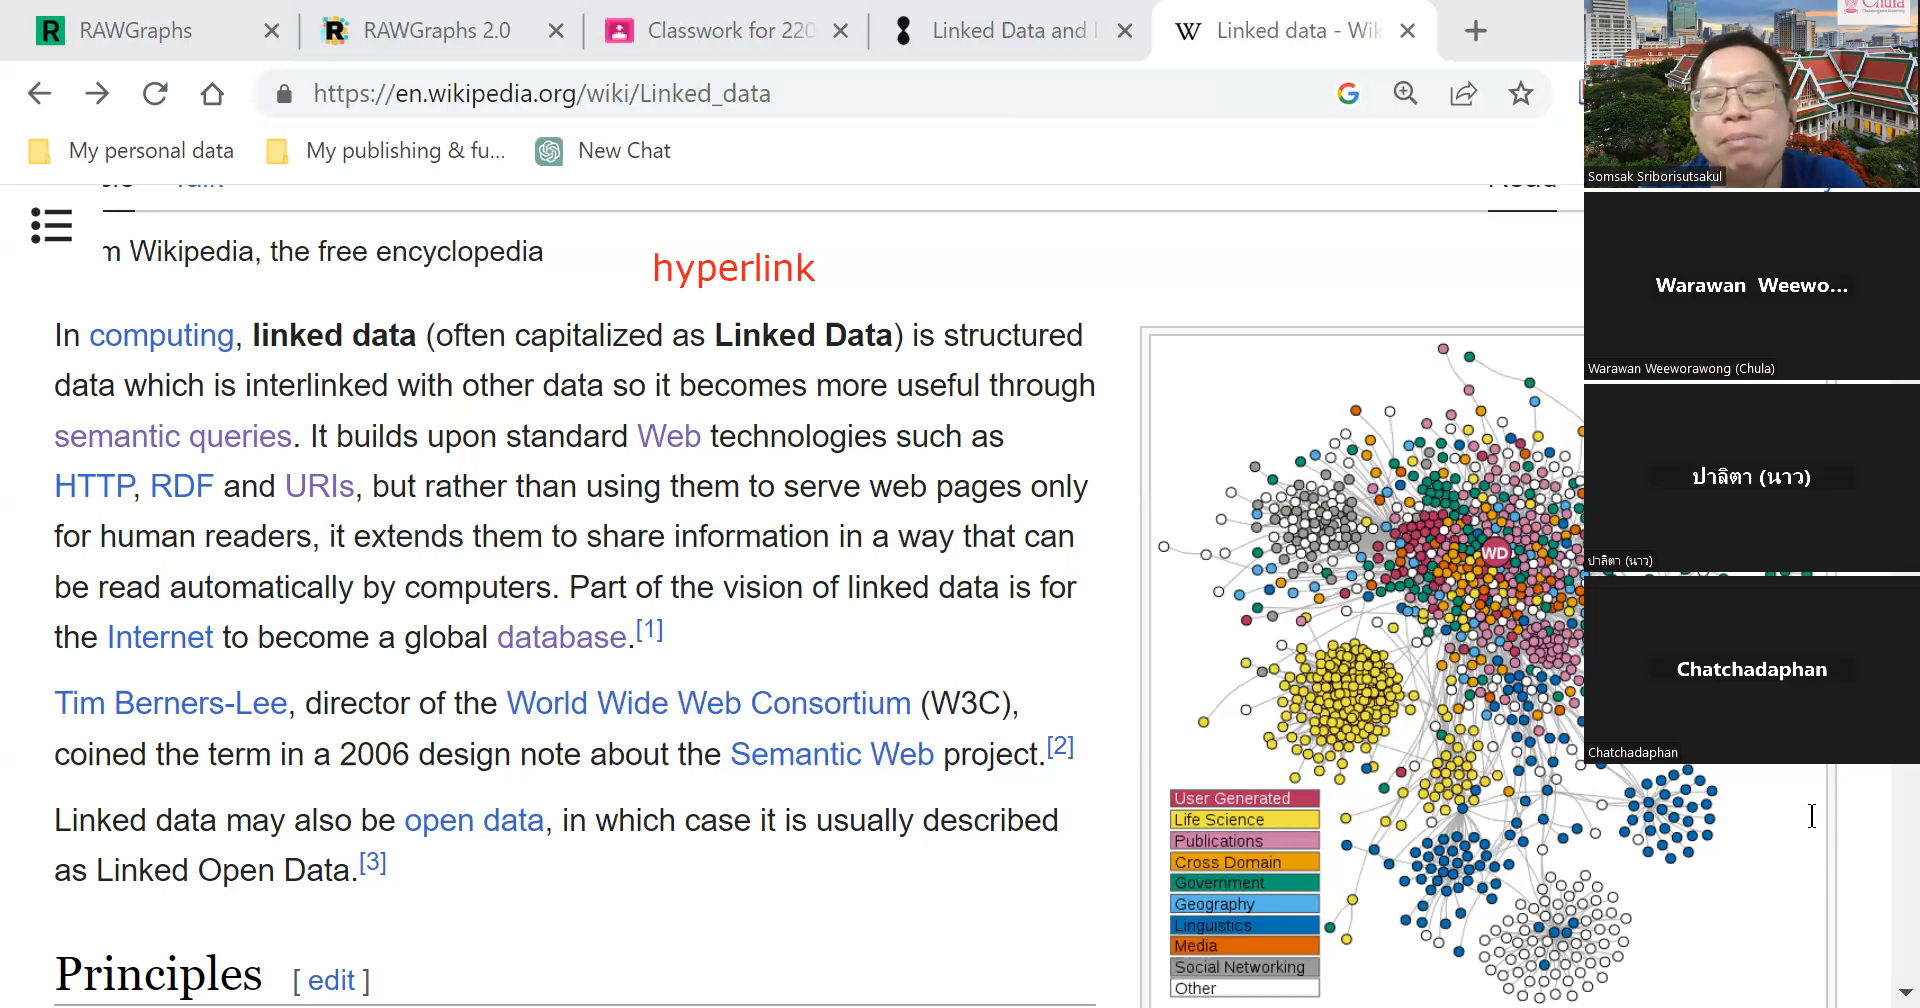 RAWGraphs
RAWGraphs 2.0
Classwork for 220
Linked Data and
Linked data - Wik
https://en.wikipedia.org/wiki/Linked_data
My personal data
My publishing & fu...
New Chat
Talk
Read
m Wikipedia, the free encyclopedia
hyperlink
In computing, linked data (often capitalized as Linked Data) is structured
data which is interlinked with other data so it becomes more useful through
semantic queries. It builds upon standard Web technologies such as
HTTP, RDF and URIs, but rather than using them to serve web pages only
for human readers, it extends them to share information in a way that can
be read automatically by computers. Part of the vision of linked data is for
the Internet to become a global database.[1]
Tim Berners-Lee, director of the World Wide Web Consortium (W3C),
coined the term in a 2006 design note about the Semantic Web project.[2]
Linked data may also be open data, in which case it is usually described
as Linked Open Data.[3]
Principles [ edit ]
WD
User Generated
Life Science
Publications
Cross Domain
Government
Geography
Linguistics
Media
Social Networking
Other
Chula
Somsak Sriborisutsakul
Warawan Weewo...
Warawan Weeworawong (Chula)
ปาลิตา (นาว)
ปาลิตา (นาว)
Chatchadaphan
Chatchadaphan